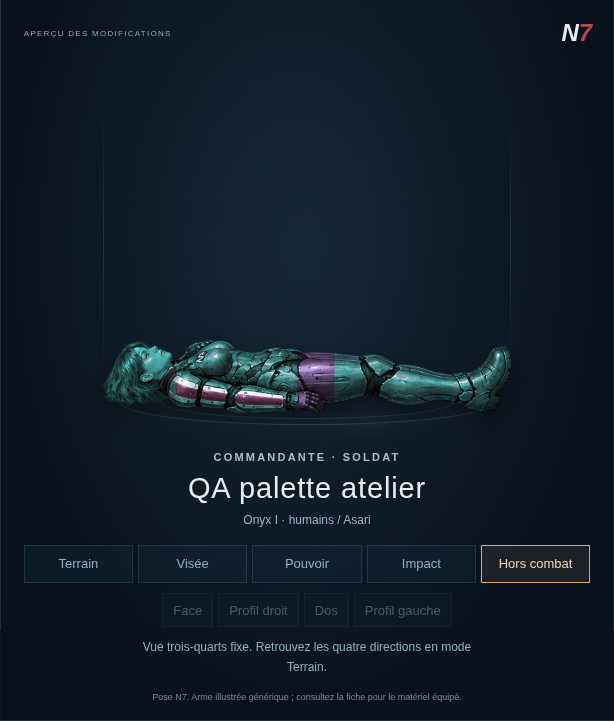 APERÇU DES MODIFICATIONS
N7
COMMANDANTE · SOLDAT
QA palette atelier
Onyx I · humains / Asari
Terrain
Visée
Pouvoir
Impact
Hors combat
Face
Profil droit
Dos
Profil gauche
Vue trois-quarts fixe. Retrouvez les quatre directions en mode
Terrain.
Pose N7. Arme illustrée générique ; consultez la fiche pour le matériel équipé.